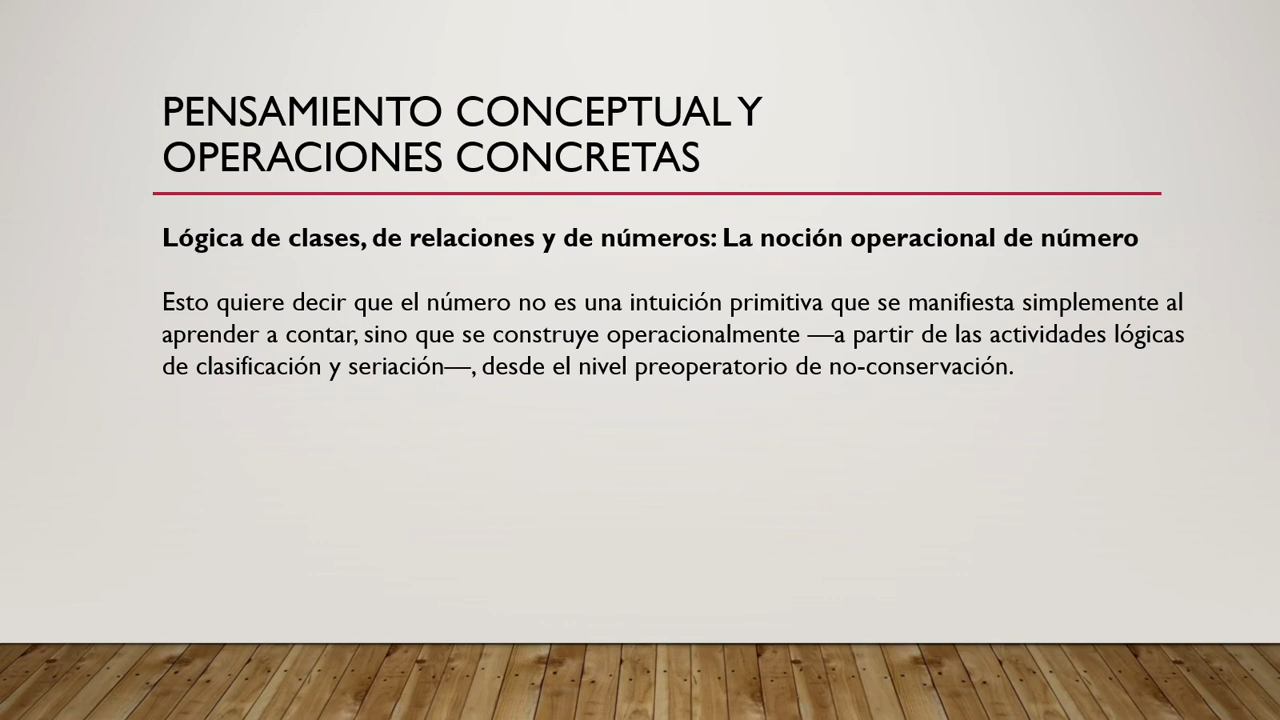 PENSAMIENTO CONCEPTUAL Y
OPERACIONES CONCRETAS
Lógica de clases, de relaciones y de números: La noción operacional de número
Esto quiere decir que el número no es una intuición primitiva que se manifiesta simplemente al
aprender a contar, sino que se construye operacionalmente —a partir de las actividades lógicas
de clasificación y seriación—, desde el nivel preoperatorio de no-conservación.